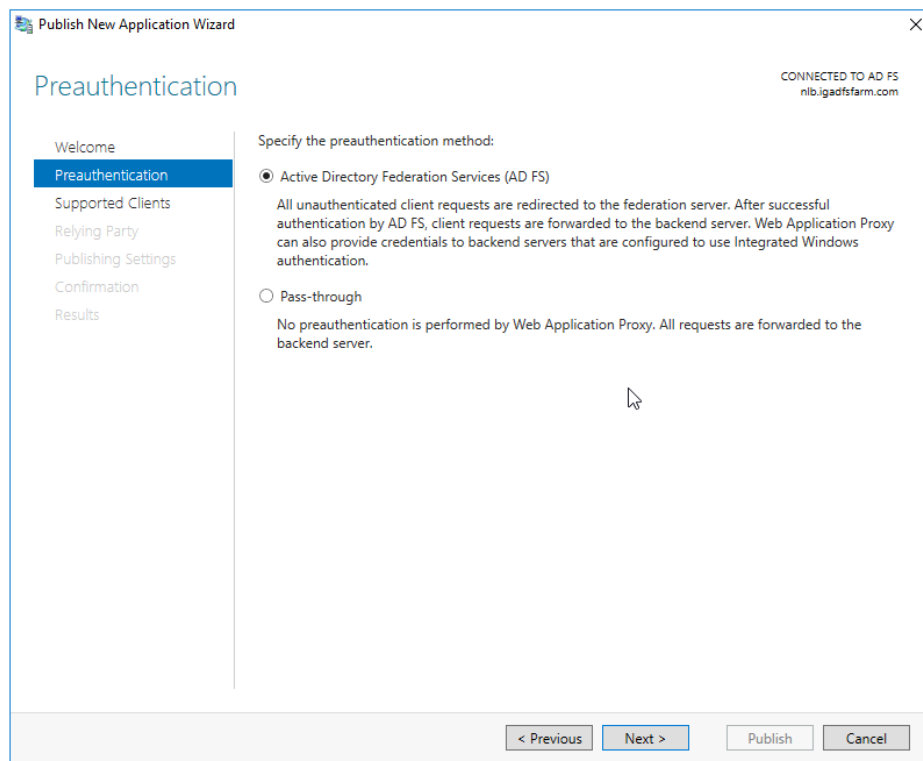 Publish New Application Wizard
Preauthentication
CONNECTED TO AD FS
nlb.igadfsfarm.com
Welcome
Preauthentication
Supported Clients
Relying Party
Publishing Settings
Confirmation
Results
Specify the preauthentication method:
Active Directory Federation Services (AD FS)
All unauthenticated client requests are redirected to the federation server. After successful
authentication by AD FS, client requests are forwarded to the backend server. Web Application Proxy
can also provide credentials to backend servers that are configured to use Integrated Windows
authentication.
Pass-through
No preauthentication is performed by Web Application Proxy. All requests are forwarded to the
backend server.
< Previous
Next >
Publish
Cancel